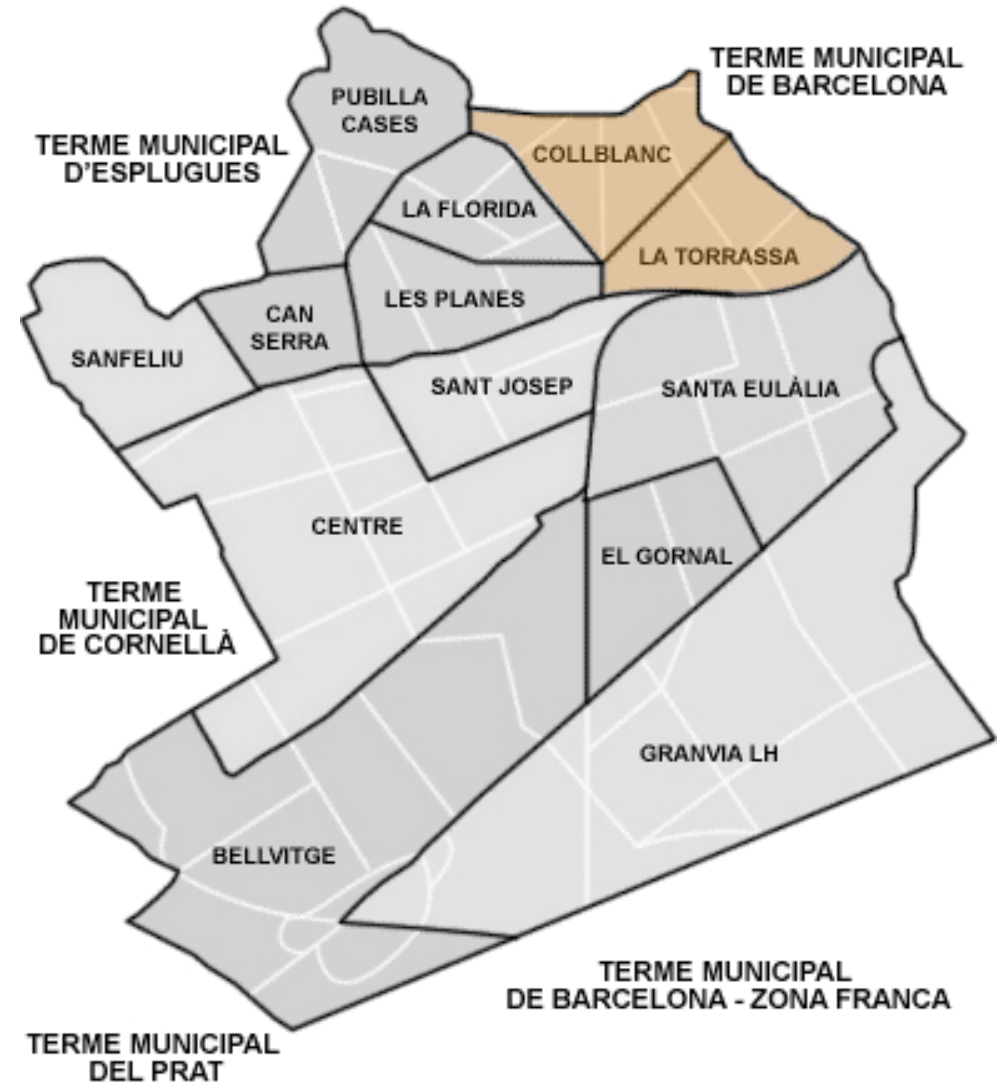 TERME MUNICIPAL
DE BARCELONA
PUBILLA
CASES
TERME MUNICIPAL
D'ESPLUGUES
COLLBLANC
LA FLORIDA
LA TORRASSA
LES PLANES
CAN
SERRA
SANFELIU
SANT JOSEP
SANTA EULÀLIA
CENTRE
EL GORNAL
TERME
MUNICIPAL
DE CORNELLÀ
GRANVIA LH
BELLVITGE
TERME MUNICIPAL
DE BARCELONA - ZONA FRANCA
TERME MUNICIPAL
DEL PRAT